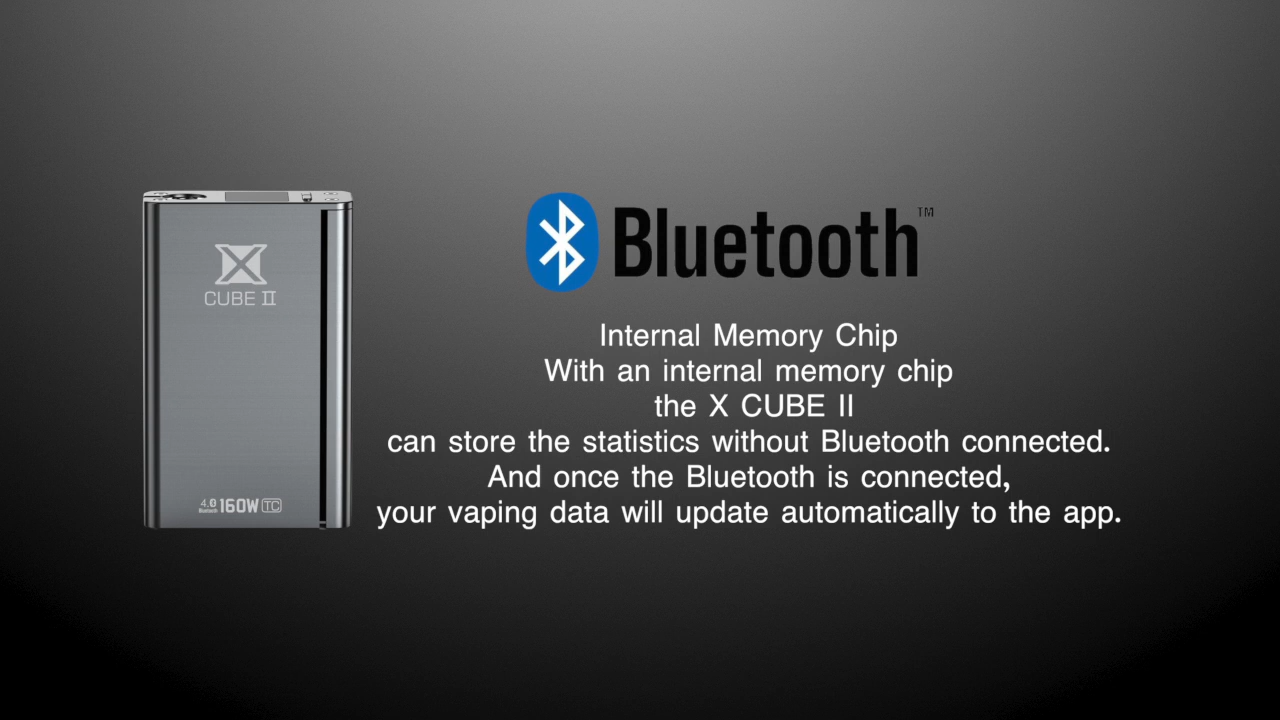 X
CUBE II
4.0 Bluetooth 160W TC
Bluetooth™
Internal Memory Chip
With an internal memory chip
the X CUBE II
can store the statistics without Bluetooth connected.
And once the Bluetooth is connected,
your vaping data will update automatically to the app.